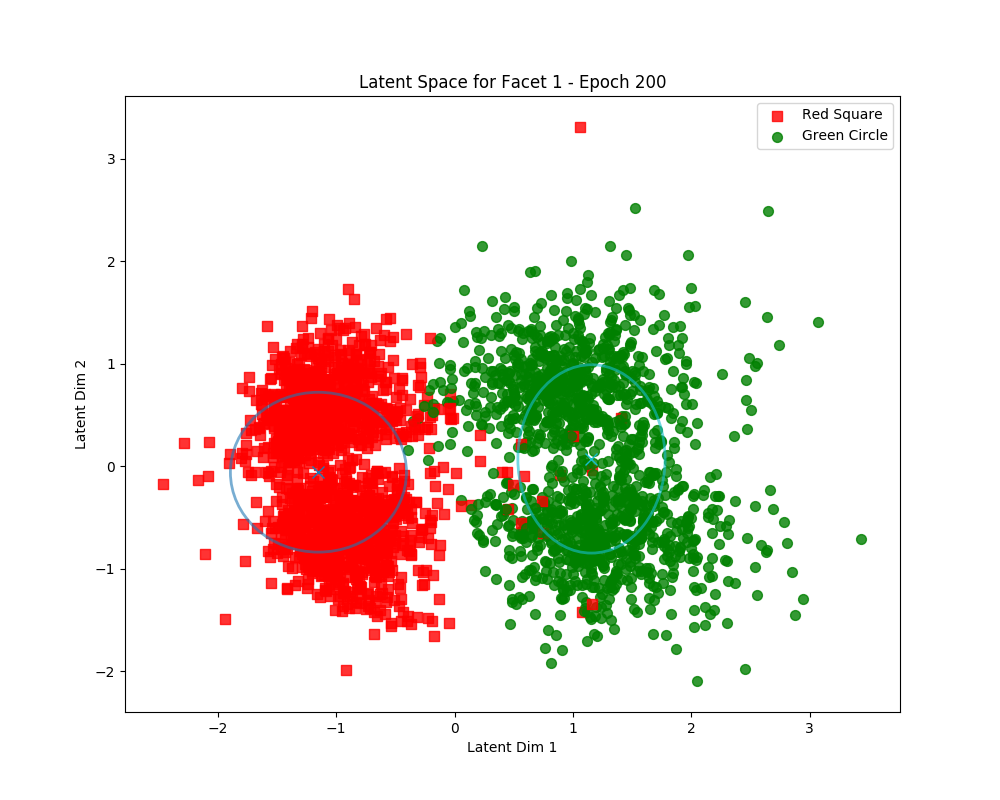 Latent Space for Facet 1 - Epoch 200
Red Square
Green Circle
Latent Dim 2
3
2
1
0
−1
−2
−2
−1
0
1
2
3
Latent Dim 1